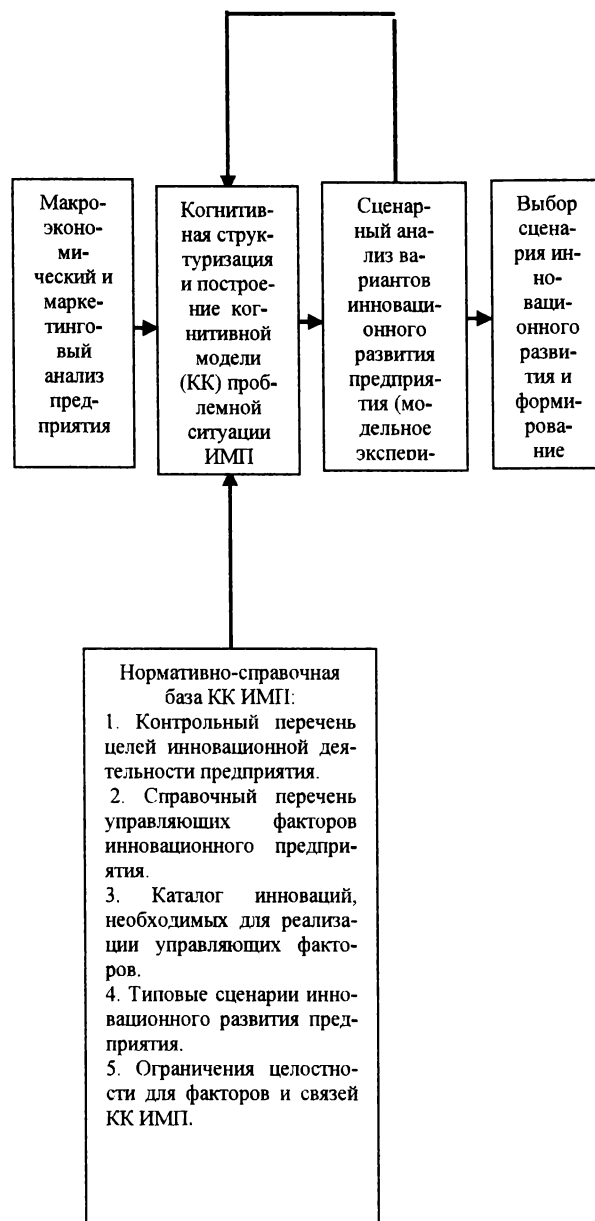 Макро-
эконо-
ми-
ческий и
марке-
тинго-
вый
анализ
пред-
приятия
Когнитив-
ная струк-
туризация
и построе-
ние ког-
нитивной
модели
(КК) проб-
лемной
ситуации
ИМП
Сценар-
ный ана-
лиз ва-
риантов
инноваци-
онного
развития
предприя-
тия (мо-
дельное
экспери-
Выбор
сцена-
рия ин-
но-
ваци-
онного
разви-
тия и
форми-
рова-
ние
Нормативно-справочная
база КК ИМП:
1. Контрольный перечень
целей инновационной дея-
тельности предприятия.
2. Справочный перечень
управляющих факторов
инновационного предпри-
ятия.
3. Каталог инноваций,
необходимых для реализа-
ции управляющих факто-
ров.
4. Типовые сценарии инно-
вационного развития пред-
приятия.
5. Ограничения целостно-
сти для факторов и связей
КК ИМП.